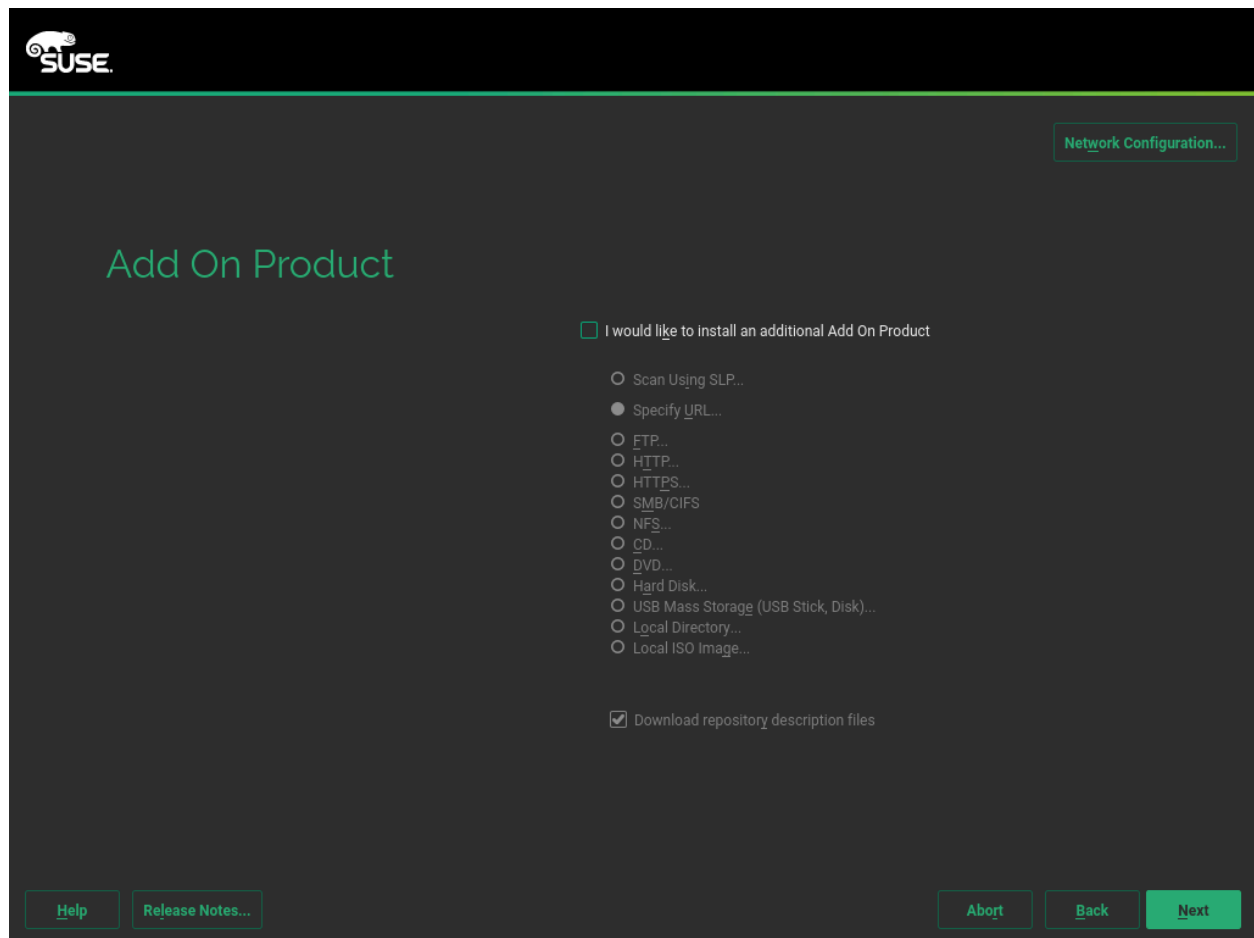 SUSE.
Network Configuration...
Add On Product
I would like to install an additional Add On Product
Scan Using SLP...
Specify URL...
FTP...
HTTP...
HTTPS...
SMB/CIFS
NFS...
CD...
DVD...
Hard Disk...
USB Mass Storage (USB Stick, Disk)...
Local Directory...
Local ISO Image...
Download repository description files
Help Release Notes... Abort Back Next